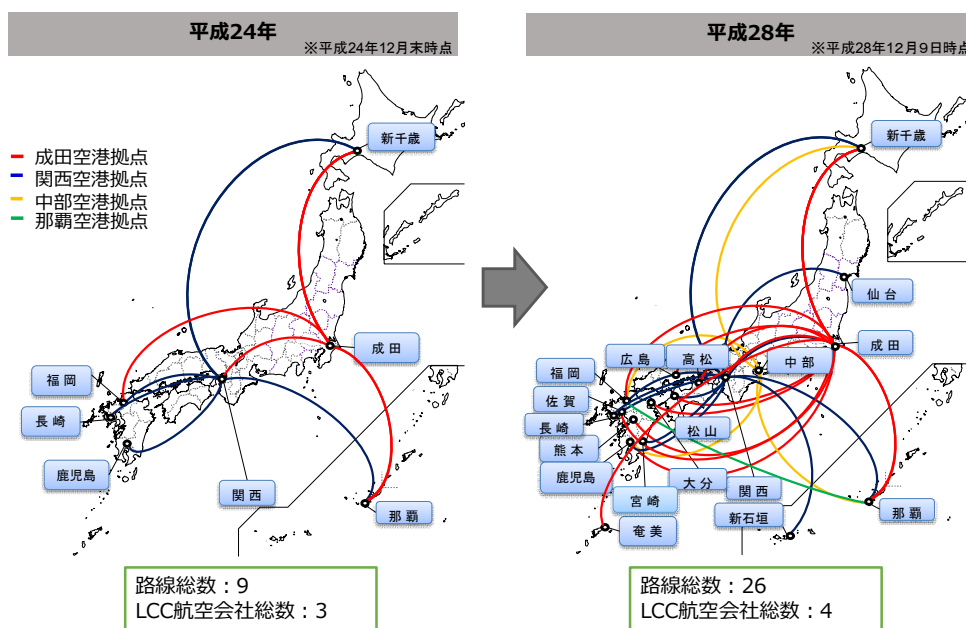 平成24年
※平成24年12月末時点
成田空港拠点
関西空港拠点
中部空港拠点
那覇空港拠点
新千歳
成田
福岡
長崎
鹿児島
関西
那覇
路線総数：9
LCC航空会社総数：3
平成28年
※平成28年12月9日時点
新千歳
仙台
成田
広島
高松
中部
福岡
佐賀
長崎
松山
熊本
鹿児島
大分
関西
宮崎
新石垣
那覇
奄美
路線総数：26
LCC航空会社総数：4